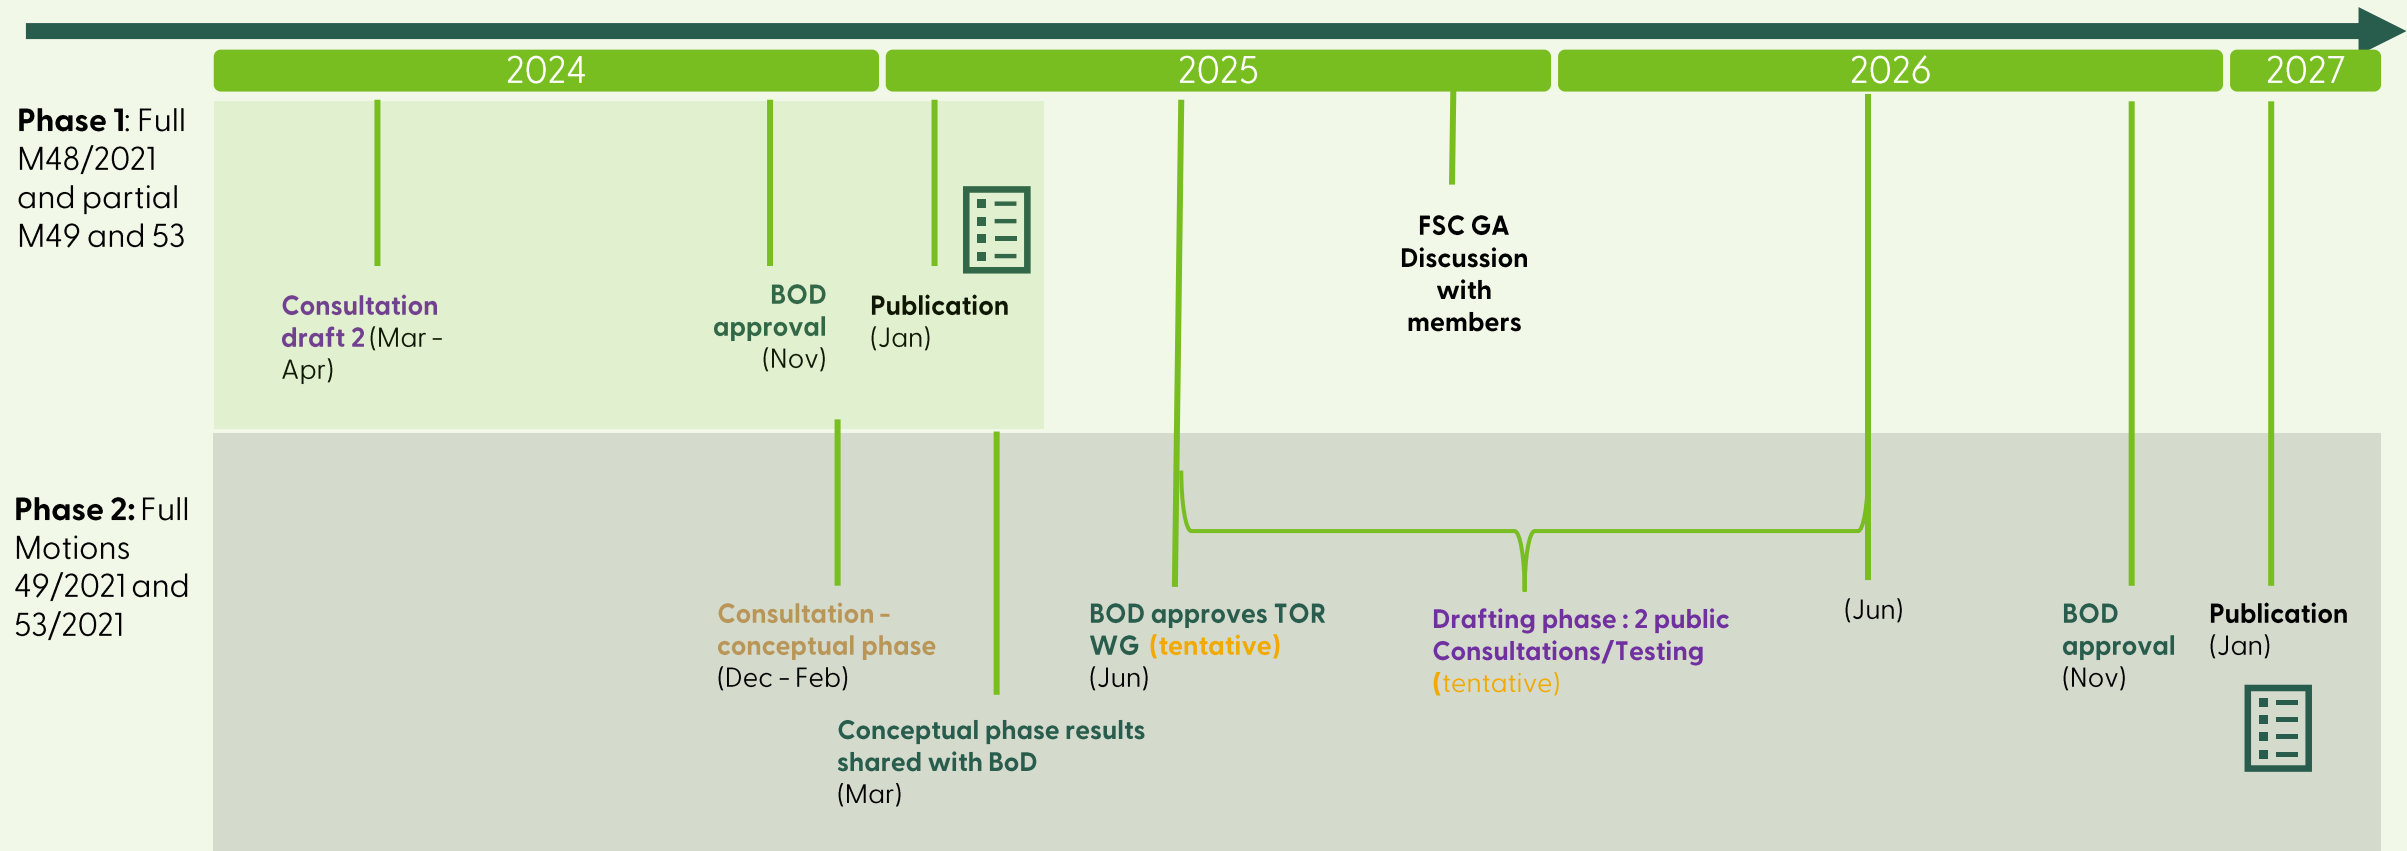 2024
2025
2026
2027
Phase 1: Full
M48/2021
and partial
M49 and 53
Consultation
draft 2 (Mar -
Apr)
BOD
approval
(Nov)
Publication
(Jan)
FSC GA
Discussion
with
members
Phase 2: Full
Motions
49/2021 and
53/2021
Consultation -
conceptual phase
(Dec - Feb)
Conceptual phase results
shared with BoD
(Mar)
BOD approves TOR
WG (tentative)
(Jun)
Drafting phase : 2 public
Consultations/Testing
(tentative)
(Jun)
BOD
approval
(Nov)
Publication
(Jan)